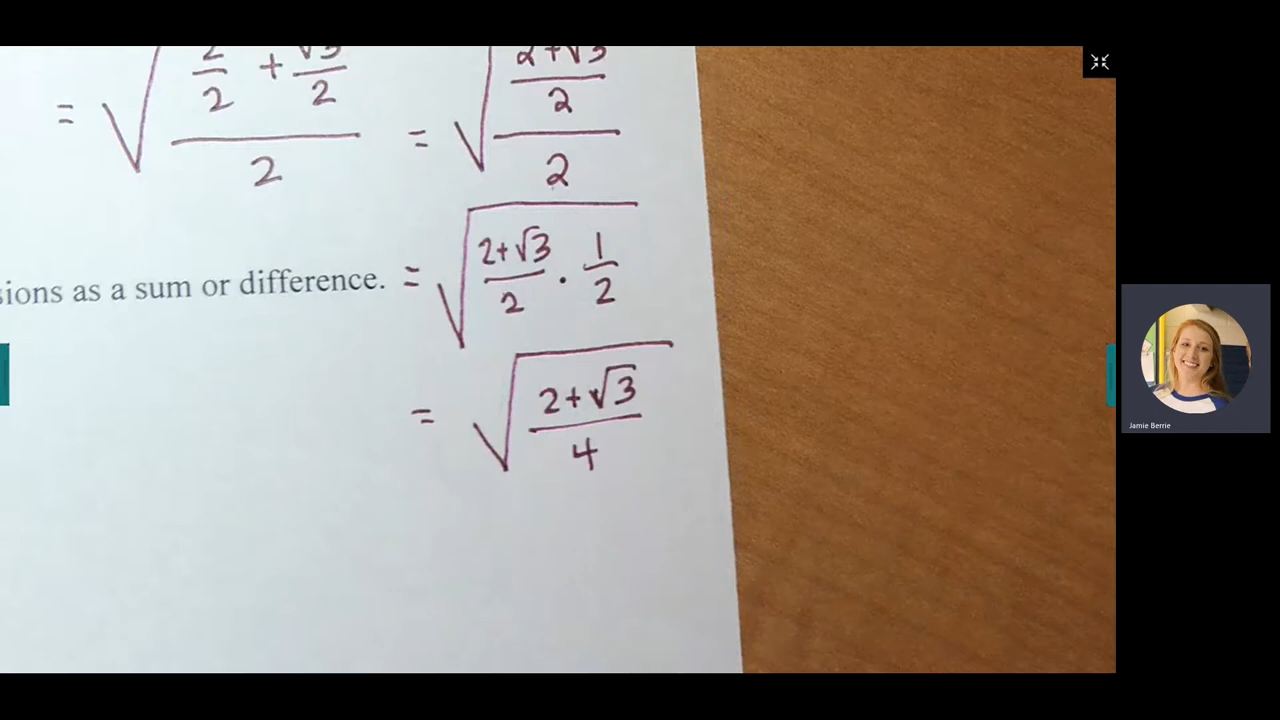 = √((2/2 + √3/2)/2) = √(((2+√3)/2)/2)
= √((2+√3)/2 · 1/2)
sions as a sum or difference.
= √((2+√3)/4)
Jamie Berrie